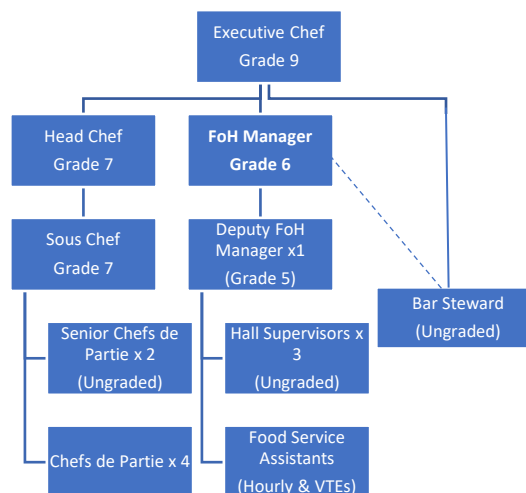 Executive Chef
Grade 9
Head Chef
Grade 7
FoH Manager
Grade 6
Sous Chef
Grade 7
Deputy FoH
Manager x1
(Grade 5)
Bar Steward
(Ungraded)
Senior Chefs de
Partie x 2
(Ungraded)
Hall Supervisors x
3
(Ungraded)
Chefs de Partie x 4
Food Service
Assistants
(Hourly & VTEs)